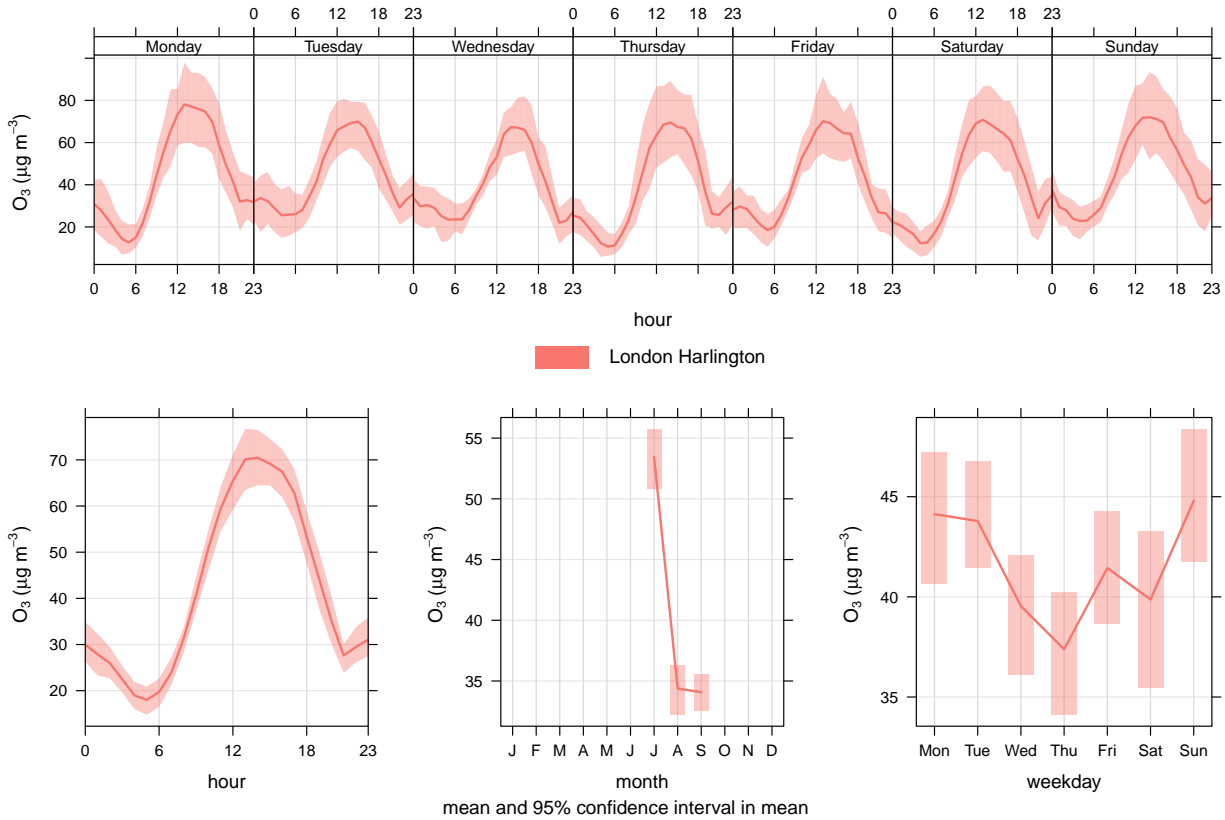 0 6 12 18 23 0 6 12 18 23 0 6 12 18 23
Monday Tuesday Wednesday Thursday Friday Saturday Sunday
80
60
40
20
O₃ (μg m⁻³)
0 6 12 18 23 0 6 12 18 23 0 6 12 18 23 0 6 12 18 23
hour
London Harlington
70
60
50
40
30
20
O₃ (μg m⁻³)
0 6 12 18 23
hour
55
50
45
40
35
O₃ (μg m⁻³)
J F M A M J J A S O N D
month
45
40
35
O₃ (μg m⁻³)
Mon Tue Wed Thu Fri Sat Sun
weekday
mean and 95% confidence interval in mean